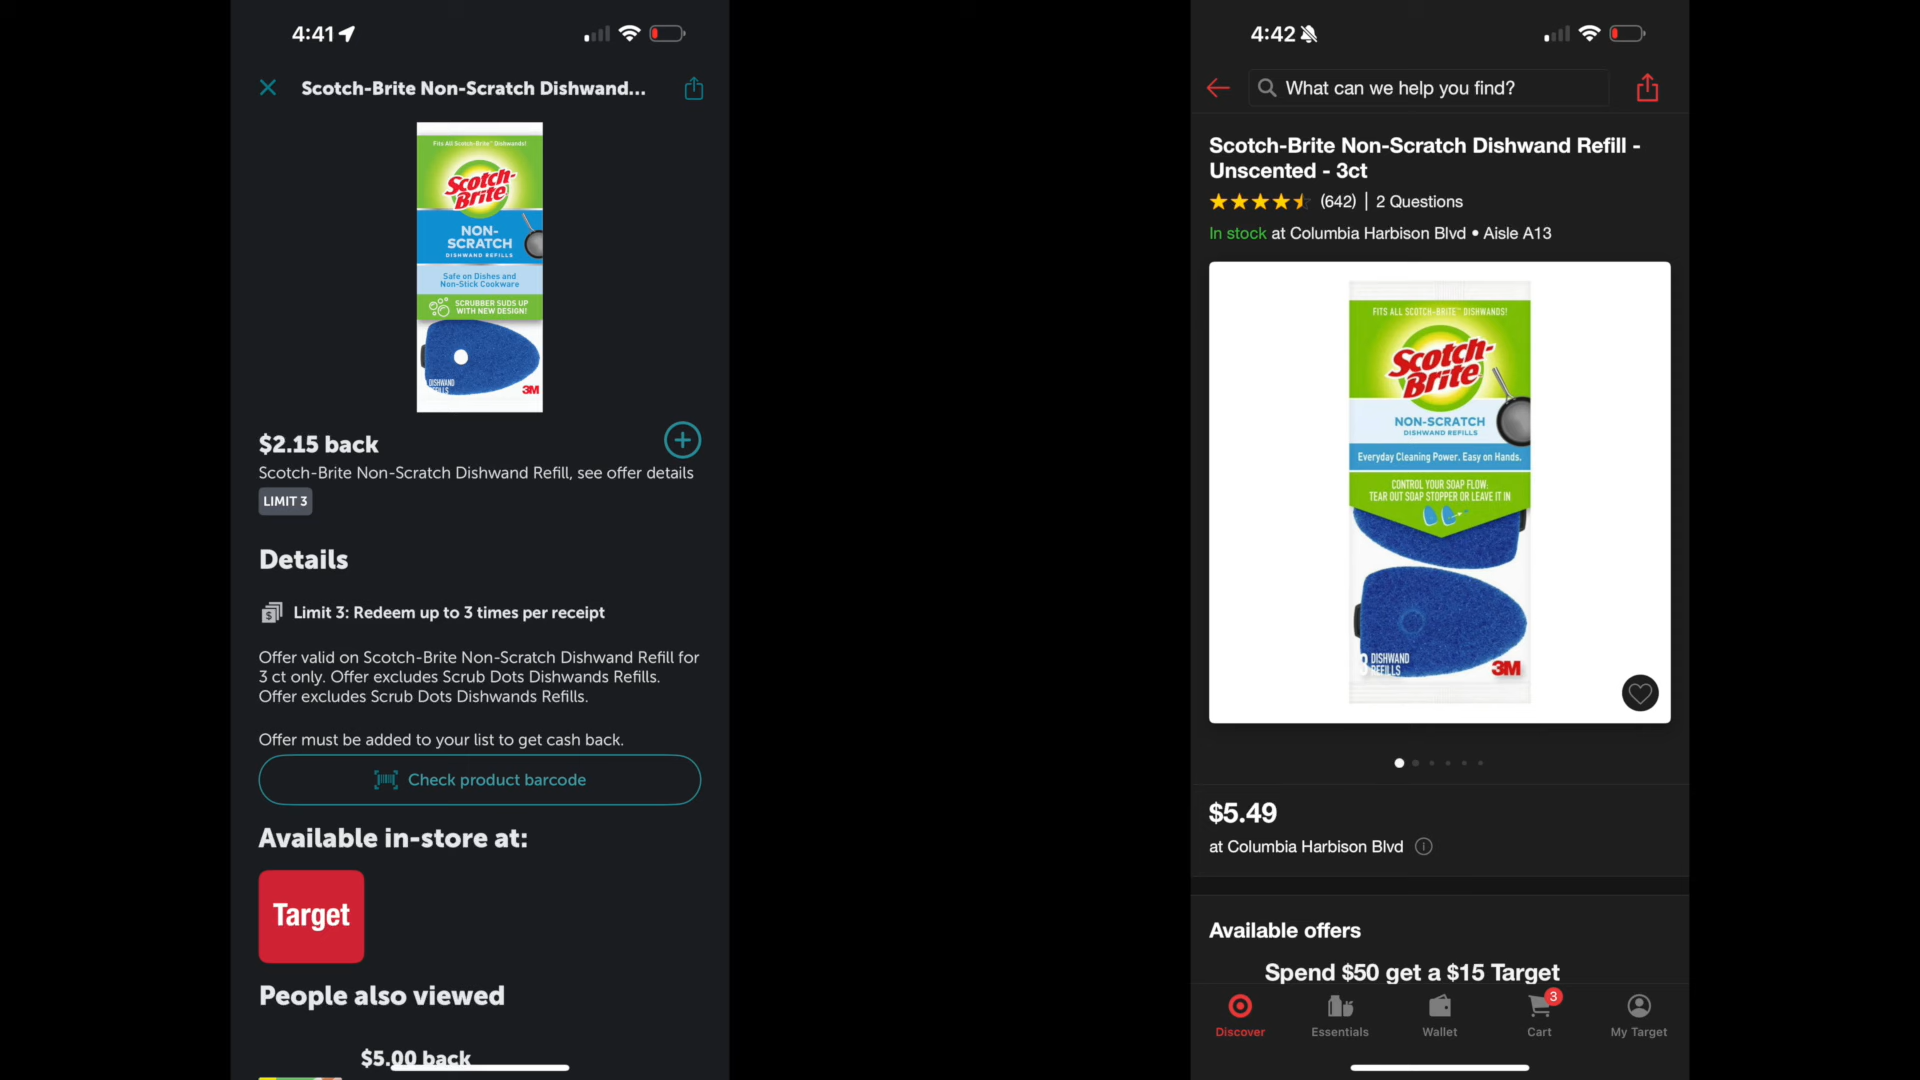 4:41
Scotch-Brite Non-Scratch Dishwand...
Fits All Scotch-Brite™ Dishwands!
Scotch-
Brite
NON-
SCRATCH
DISHWAND REFILLS
Safe on Dishes and
Non-Stick Cookware
SCRUBBER SUDS UP
WITH NEW DESIGN!
DISHWAND
REFILLS
3M
$2.15 back
Scotch-Brite Non-Scratch Dishwand Refill, see offer details
LIMIT 3
Details
Limit 3: Redeem up to 3 times per receipt
Offer valid on Scotch-Brite Non-Scratch Dishwand Refill for
3 ct only. Offer excludes Scrub Dots Dishwands Refills.
Offer excludes Scrub Dots Dishwands Refills.
Offer must be added to your list to get cash back.
Check product barcode
Available in-store at:
Target
People also viewed
$5.00 back
4:42
What can we help you find?
Scotch-Brite Non-Scratch Dishwand Refill -
Unscented - 3ct
(642) | 2 Questions
In stock at Columbia Harbison Blvd • Aisle A13
FITS ALL SCOTCH-BRITE™ DISHWANDS!
Scotch-
Brite
NON-SCRATCH
DISHWAND REFILLS
Everyday Cleaning Power. Easy on Hands.
CONTROL YOUR SOAP FLOW:
TEAR OUT SOAP STOPPER OR LEAVE IT IN
3 DISHWAND
REFILLS
3M
$5.49
at Columbia Harbison Blvd
Available offers
Spend $50 get a $15 Target
3
Discover
Essentials
Wallet
Cart
My Target